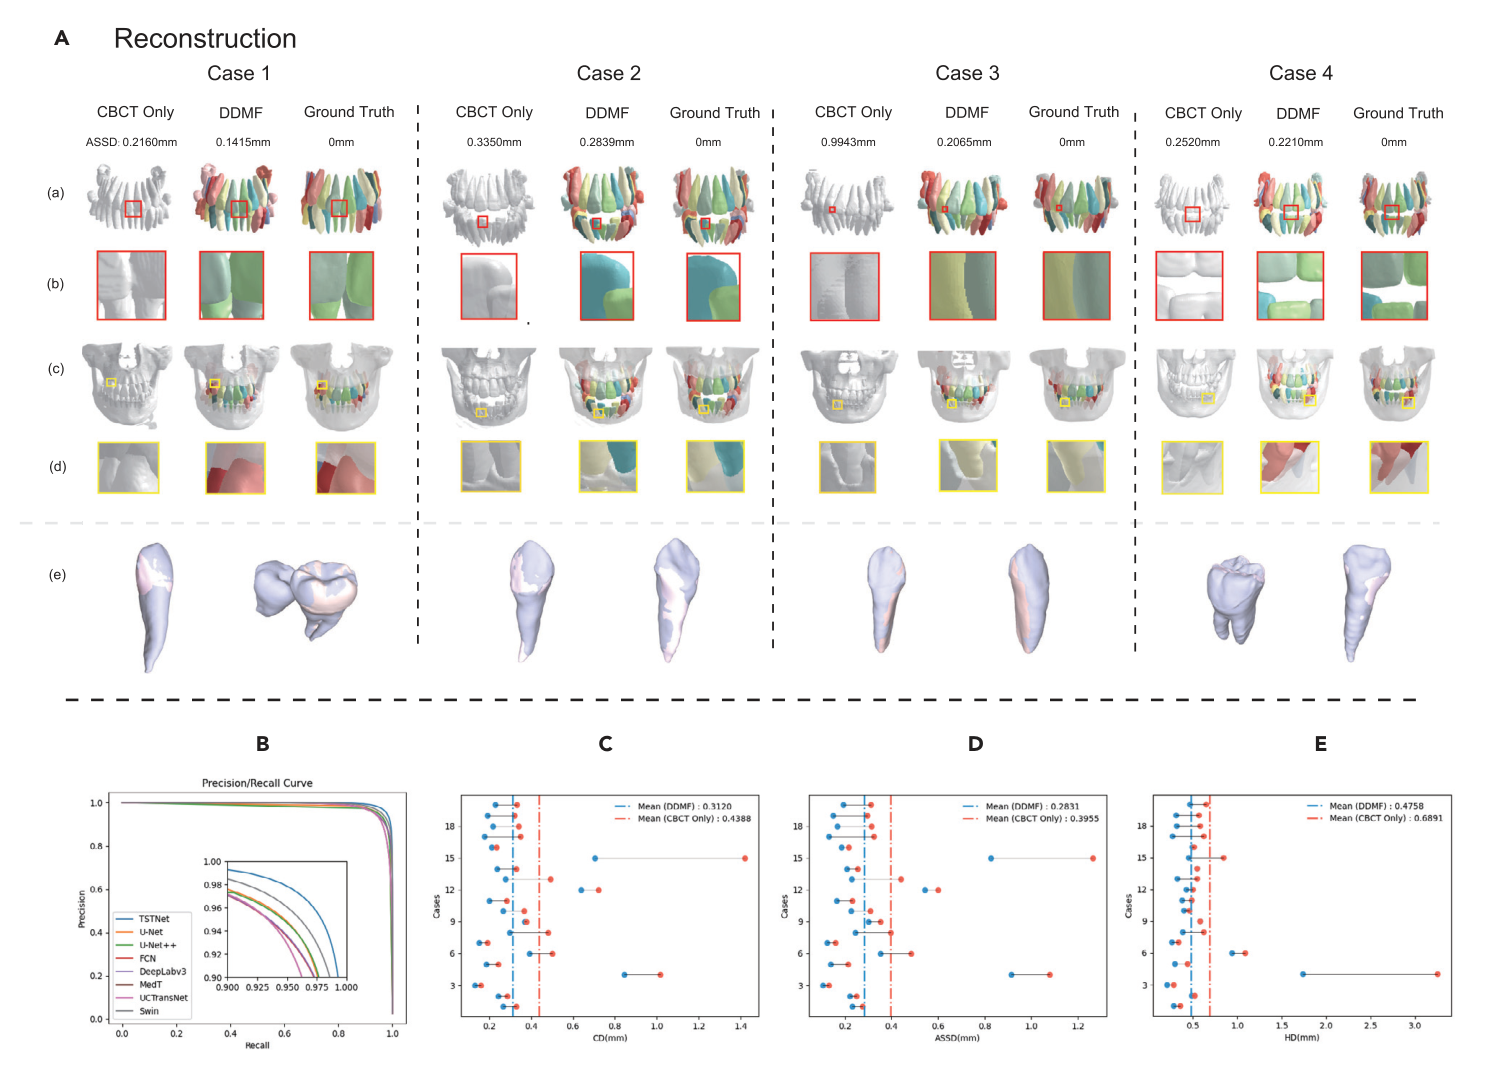 A Reconstruction
Case 1 Case 2 Case 3 Case 4
CBCT Only DDMF Ground Truth CBCT Only DDMF Ground Truth CBCT Only DDMF Ground Truth CBCT Only DDMF Ground Truth
ASSD: 0.2160mm 0.1415mm 0mm 0.3350mm 0.2839mm 0mm 0.9943mm 0.2065mm 0mm 0.2520mm 0.2210mm 0mm
(a)
(b)
(c)
(d)
(e)
B
Precision/Recall Curve
Precision
1.0
0.8
0.6
0.4
0.2
0.0
1.00
0.98
0.96
0.94
0.92
0.90
0.900 0.925 0.950 0.975 1.000
TSTNet
U-Net
U-Net++
FCN
DeepLabv3
MedT
UCTransNet
Swin
0.0 0.2 0.4 0.6 0.8 1.0
Recall
C
Mean (DDMF) : 0.3120
Mean (CBCT Only) : 0.4388
Cases
18
15
12
9
6
3
0.2 0.4 0.6 0.8 1.0 1.2 1.4
CD(mm)
D
Mean (DDMF) : 0.2831
Mean (CBCT Only) : 0.3955
Cases
18
15
12
9
6
3
0.2 0.4 0.6 0.8 1.0 1.2
ASSD(mm)
E
Mean (DDMF) : 0.4758
Mean (CBCT Only) : 0.6891
Cases
18
15
12
9
6
3
0.5 1.0 1.5 2.0 2.5 3.0
HD(mm)